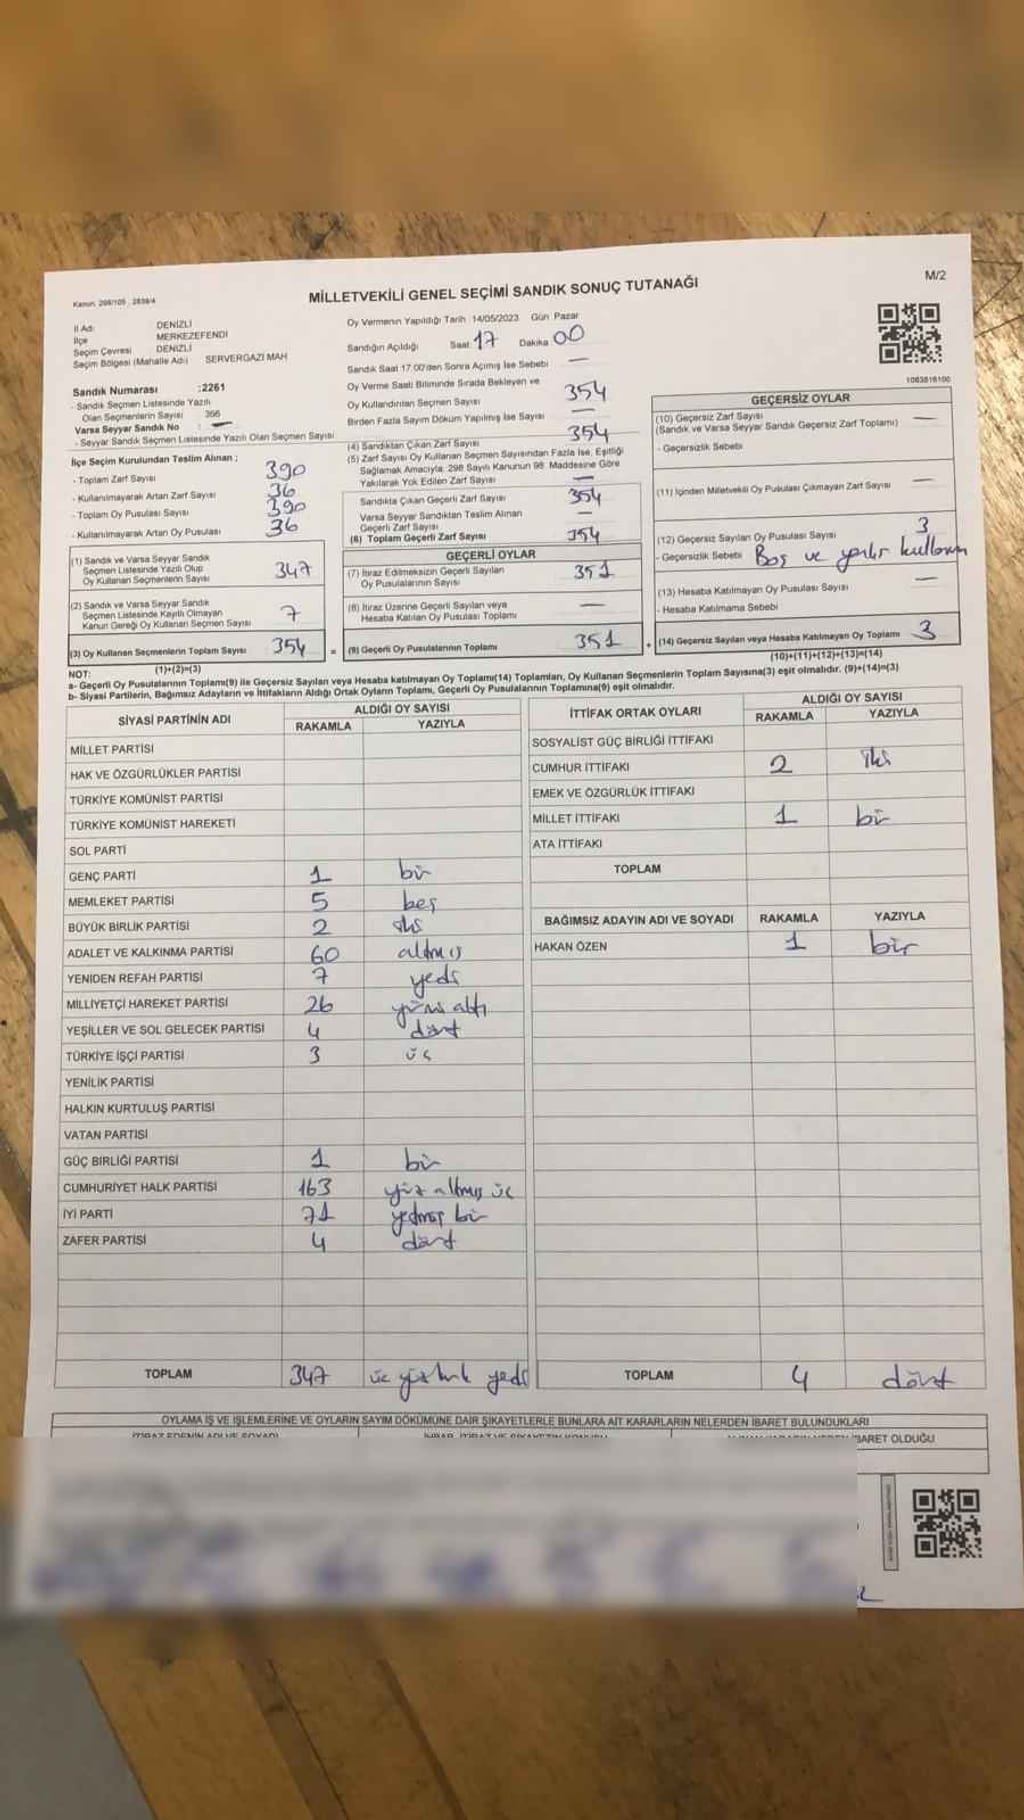 M/2
Kanun 298/105, 2839/4
MİLLETVEKİLİ GENEL SEÇİMİ SANDIK SONUÇ TUTANAĞI
İl Adı DENİZLİ
İlçe MERKEZEFENDİ
Seçim Çevresi DENİZLİ
Seçim Bölgesi (Mahalle Adı) SERVERGAZİ MAH
Sandık Numarası :2261
- Sandık Seçmen Listesinde Yazılı
Olan Seçmenlerin Sayısı 366
Varsa Seyyar Sandık No : —
- Seyyar Sandık Seçmen Listesinde Yazılı Olan Seçmen Sayısı
İlçe Seçim Kurulundan Teslim Alınan ;
- Toplam Zarf Sayısı 390
- Kullanılmayarak Artan Zarf Sayısı 36
- Toplam Oy Pusulası Sayısı 390
- Kullanılmayarak Artan Oy Pusulası 36
(1) Sandık ve Varsa Seyyar Sandık
Seçmen Listesinde Yazılı Olup
Oy Kullanan Seçmenlerin Sayısı 347
(2) Sandık ve Varsa Seyyar Sandık
Seçmen Listesinde Kayıtlı Olmayan
Kanun Gereği Oy Kullanan Seçmen Sayısı 7
(3) Oy Kullanan Seçmenlerin Toplam Sayısı 354
(1)+(2)=(3)
Oy Vermenin Yapıldığı Tarih 14/05/2023 Gün Pazar
Sandığın Açıldığı Saat 17 Dakika 00
Sandık Saat 17:00'den Sonra Açımış İse Sebebi —
Oy Verme Saati Bitiminde Sırada Bekleyen ve
Oy Kullandırılan Seçmen Sayısı 354
Birden Fazla Sayım Döküm Yapılmış İse Sayısı —
(4) Sandıktan Çıkan Zarf Sayısı 354
(5) Zarf Sayısı Oy Kullanan Seçmen Sayısından Fazla İse, Eşitliği
Sağlamak Amacıyla, 298 Sayılı Kanunun 98. Maddesine Göre
Yakılarak Yok Edilen Zarf Sayısı —
Sandıkta Çıkan Geçerli Zarf Sayısı 354
Varsa Seyyar Sandıktan Teslim Alınan
Geçerli Zarf Sayısı —
(6) Toplam Geçerli Zarf Sayısı 354
GEÇERLİ OYLAR
(7) İtiraz Edilmeksizin Geçerli Sayılan
Oy Pusulalarının Sayısı 351
(8) İtiraz Üzerine Geçerli Sayılan veya
Hesaba Katılan Oy Pusulası Toplamı —
= (9) Geçerli Oy Pusulalarının Toplamı 351 +
1063816100
GEÇERSİZ OYLAR
(10) Geçersiz Zarf Sayısı —
(Sandık ve Varsa Seyyar Sandık Geçersiz Zarf Toplamı)
- Geçersizlik Sebebi
(11) İçinden Milletvekili Oy Pusulası Çıkmayan Zarf Sayısı —
(12) Geçersiz Sayılan Oy Pusulası Sayısı 3
- Geçersizlik Sebebi Boş ve yanlış kullanım
(13) Hesaba Katılmayan Oy Pusulası Sayısı —
- Hesaba Katılmama Sebebi
(14) Geçersiz Sayılan veya Hesaba Katılmayan Oy Toplamı 3
(10)+(11)+(12)+(13)=(14)
NOT:
a- Geçerli Oy Pusulalarının Toplamı(9) ile Geçersiz Sayılan veya Hesaba katılmayan Oy Toplamı(14) Toplamları, Oy Kullanan Seçmenlerin Toplam Sayısına(3) eşit olmalıdır. (9)+(14)=(3)
b- Siyasi Partilerin, Bağımsız Adayların ve İttifakların Aldığı Ortak Oyların Toplamı, Geçerli Oy Pusulalarının Toplamına(9) eşit olmalıdır.
SİYASİ PARTİNİN ADI ALDIĞI OY SAYISI
RAKAMLA YAZIYLA
MİLLET PARTİSİ
HAK VE ÖZGÜRLÜKLER PARTİSİ
TÜRKİYE KOMÜNİST PARTİSİ
TÜRKİYE KOMÜNİST HAREKETİ
SOL PARTİ
GENÇ PARTİ 1 bir
MEMLEKET PARTİSİ 5 beş
BÜYÜK BİRLİK PARTİSİ 2 iki
ADALET VE KALKINMA PARTİSİ 60 altmış
YENİDEN REFAH PARTİSİ 7 yedi
MİLLİYETÇİ HAREKET PARTİSİ 26 yirmi altı
YEŞİLLER VE SOL GELECEK PARTİSİ 4 dört
TÜRKİYE İŞÇİ PARTİSİ 3 üç
YENİLİK PARTİSİ
HALKIN KURTULUŞ PARTİSİ
VATAN PARTİSİ
GÜÇ BİRLİĞİ PARTİSİ 1 bir
CUMHURİYET HALK PARTİSİ 163 yüz altmış üç
İYİ PARTİ 71 yetmiş bir
ZAFER PARTİSİ 4 dört
TOPLAM 347 üç yüz kırk yedi
İTTİFAK ORTAK OYLARI ALDIĞI OY SAYISI
RAKAMLA YAZIYLA
SOSYALİST GÜÇ BİRLİĞİ İTTİFAKI
CUMHUR İTTİFAKI 2 iki
EMEK VE ÖZGÜRLÜK İTTİFAKI
MİLLET İTTİFAKI 1 bir
ATA İTTİFAKI
TOPLAM
BAĞIMSIZ ADAYIN ADI VE SOYADI RAKAMLA YAZIYLA
HAKAN ÖZEN 1 bir
TOPLAM 4 dört
OYLAMA İŞ VE İŞLEMLERİNE VE OYLARIN SAYIM DÖKÜMÜNE DAİR ŞİKAYETLERLE BUNLARA AİT KARARLARIN NELERDEN İBARET BULUNDUKLARI
İBARET OLDUĞU